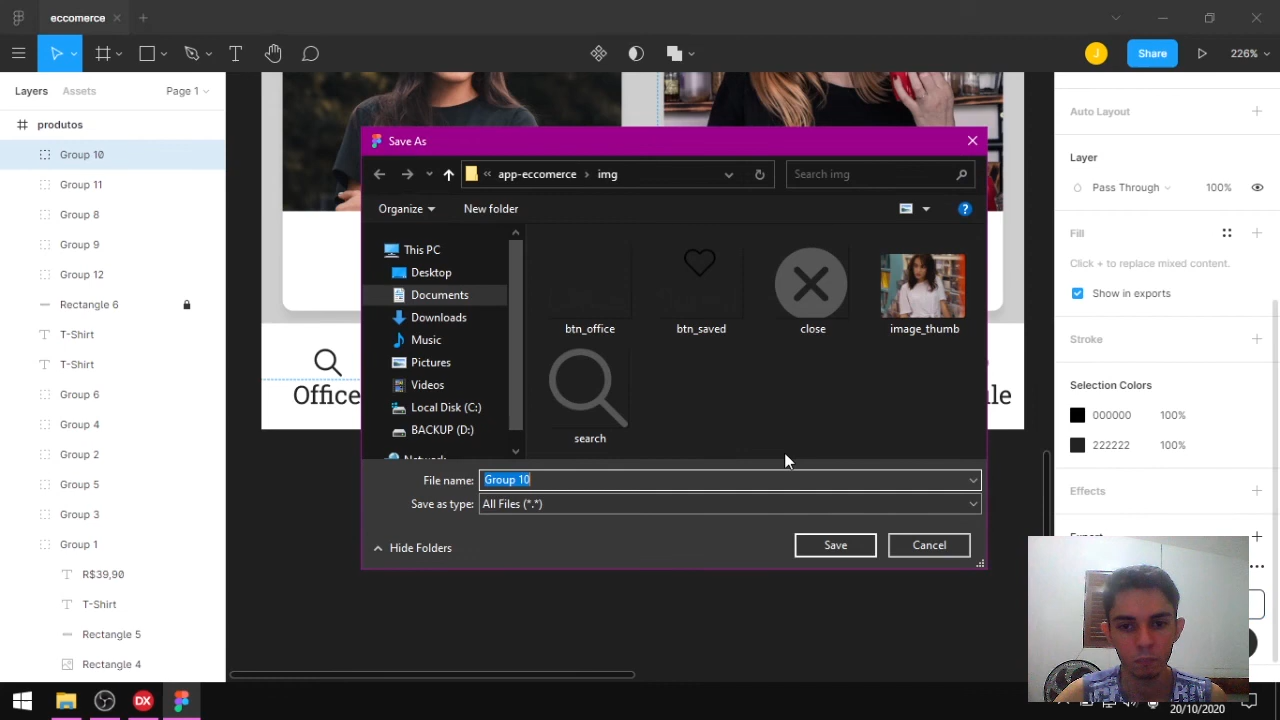 eccomerce
Share
226%
Layers
Assets
Page 1
produtos
Group 10
Group 11
Group 8
Group 9
Group 12
Rectangle 6
T-Shirt
T-Shirt
Group 6
Group 4
Group 2
Group 5
Group 3
Group 1
R$39,90
T-Shirt
Rectangle 5
Rectangle 4
Office
Save As
app-eccomerce
img
Search img
Organize
New folder
This PC
Desktop
Documents
Downloads
Music
Pictures
Videos
Local Disk (C:)
BACKUP (D:)
btn_office
btn_saved
close
image_thumb
search
File name:
Group 10
Save as type:
All Files (*.*)
Hide Folders
Save
Cancel
Auto Layout
Layer
Pass Through
100%
Fill
Click + to replace mixed content.
Show in exports
Stroke
Selection Colors
000000
100%
222222
100%
Effects
J
DX
20/10/2020